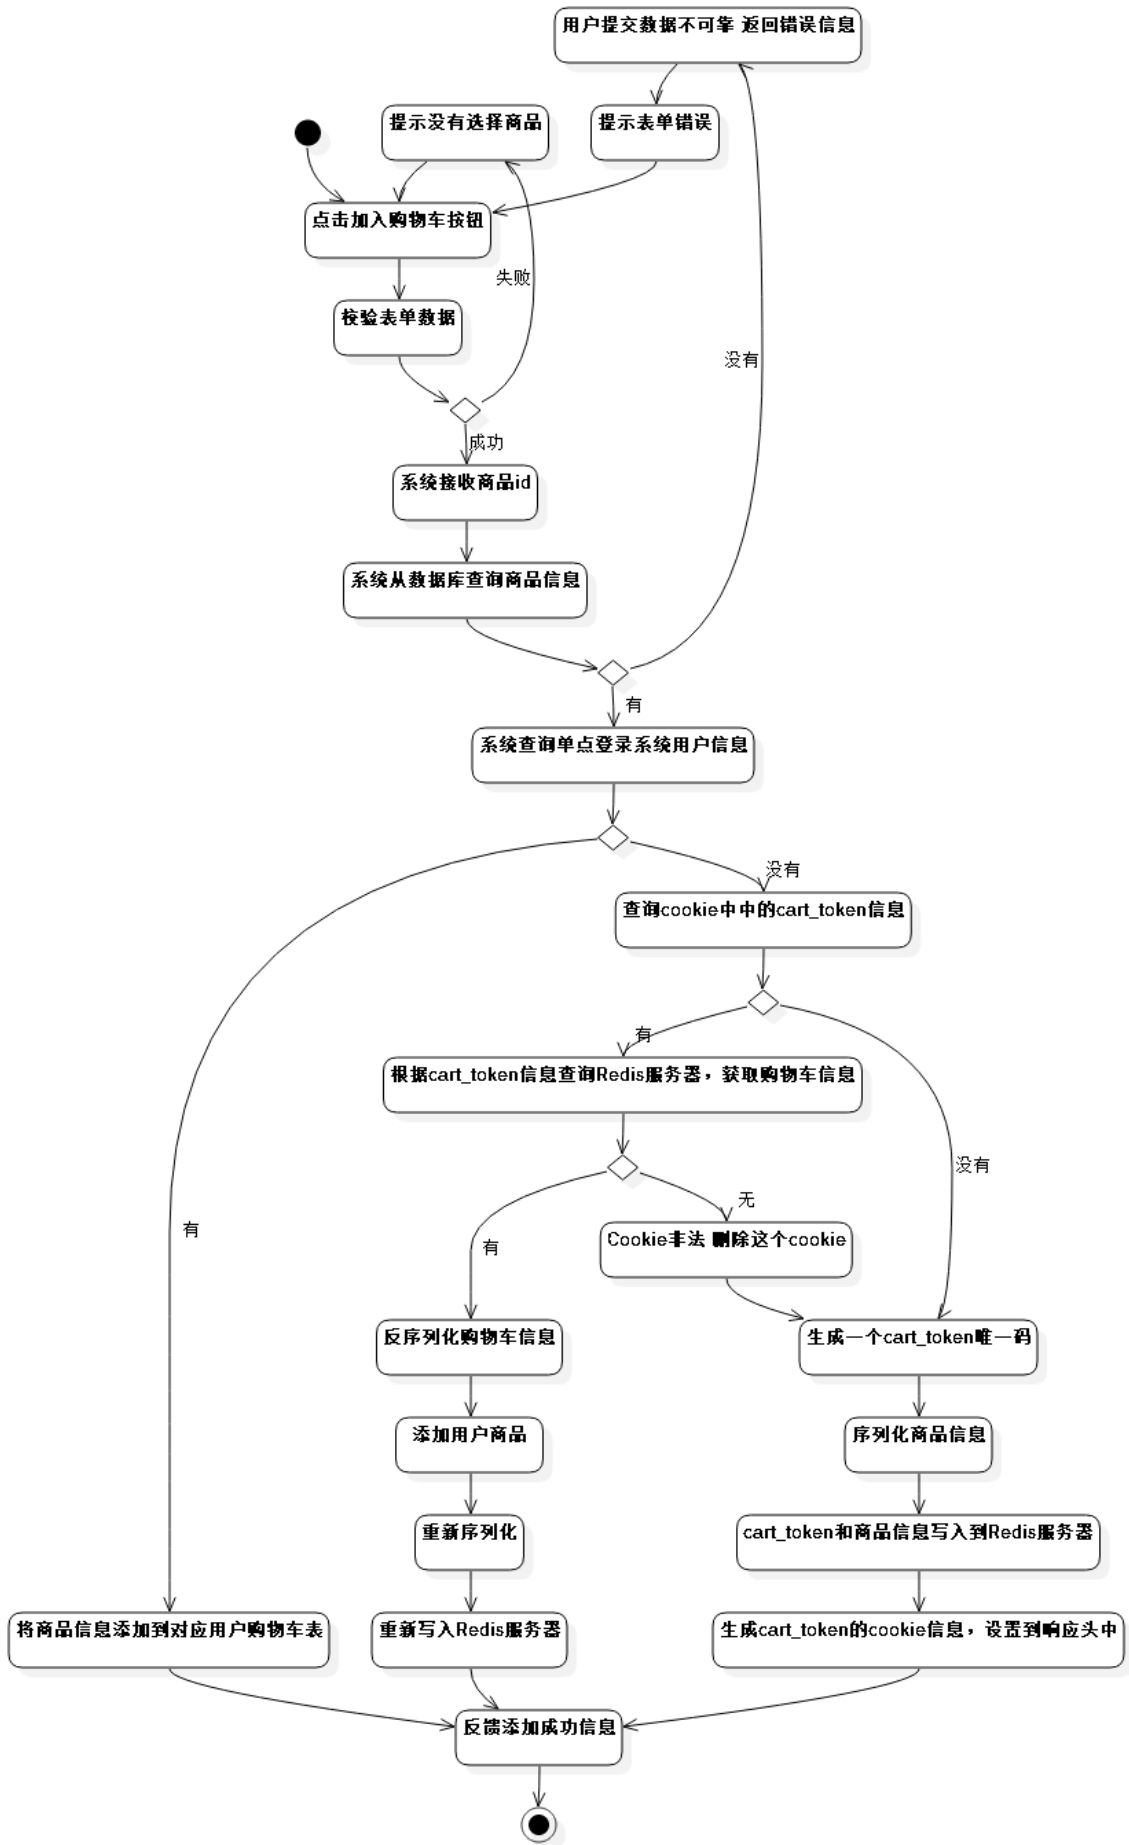 用户提交数据不可靠 返回错误信息
提示没有选择商品
提示表单错误
点击加入购物车按钮
失败
校验表单数据
没有
成功
系统接收商品id
系统从数据库查询商品信息
有
系统查询单点登录系统用户信息
没有
查询cookie中中的cart_token信息
有
根据cart_token信息查询Redis服务器，获取购物车信息
没有
无
有
Cookie非法 删除这个cookie
有
反序列化购物车信息
生成一个cart_token唯一码
添加用户商品
序列化商品信息
重新序列化
cart_token和商品信息写入到Redis服务器
将商品信息添加到对应用户购物车表
重新写入Redis服务器
生成cart_token的cookie信息，设置到响应头中
反馈添加成功信息